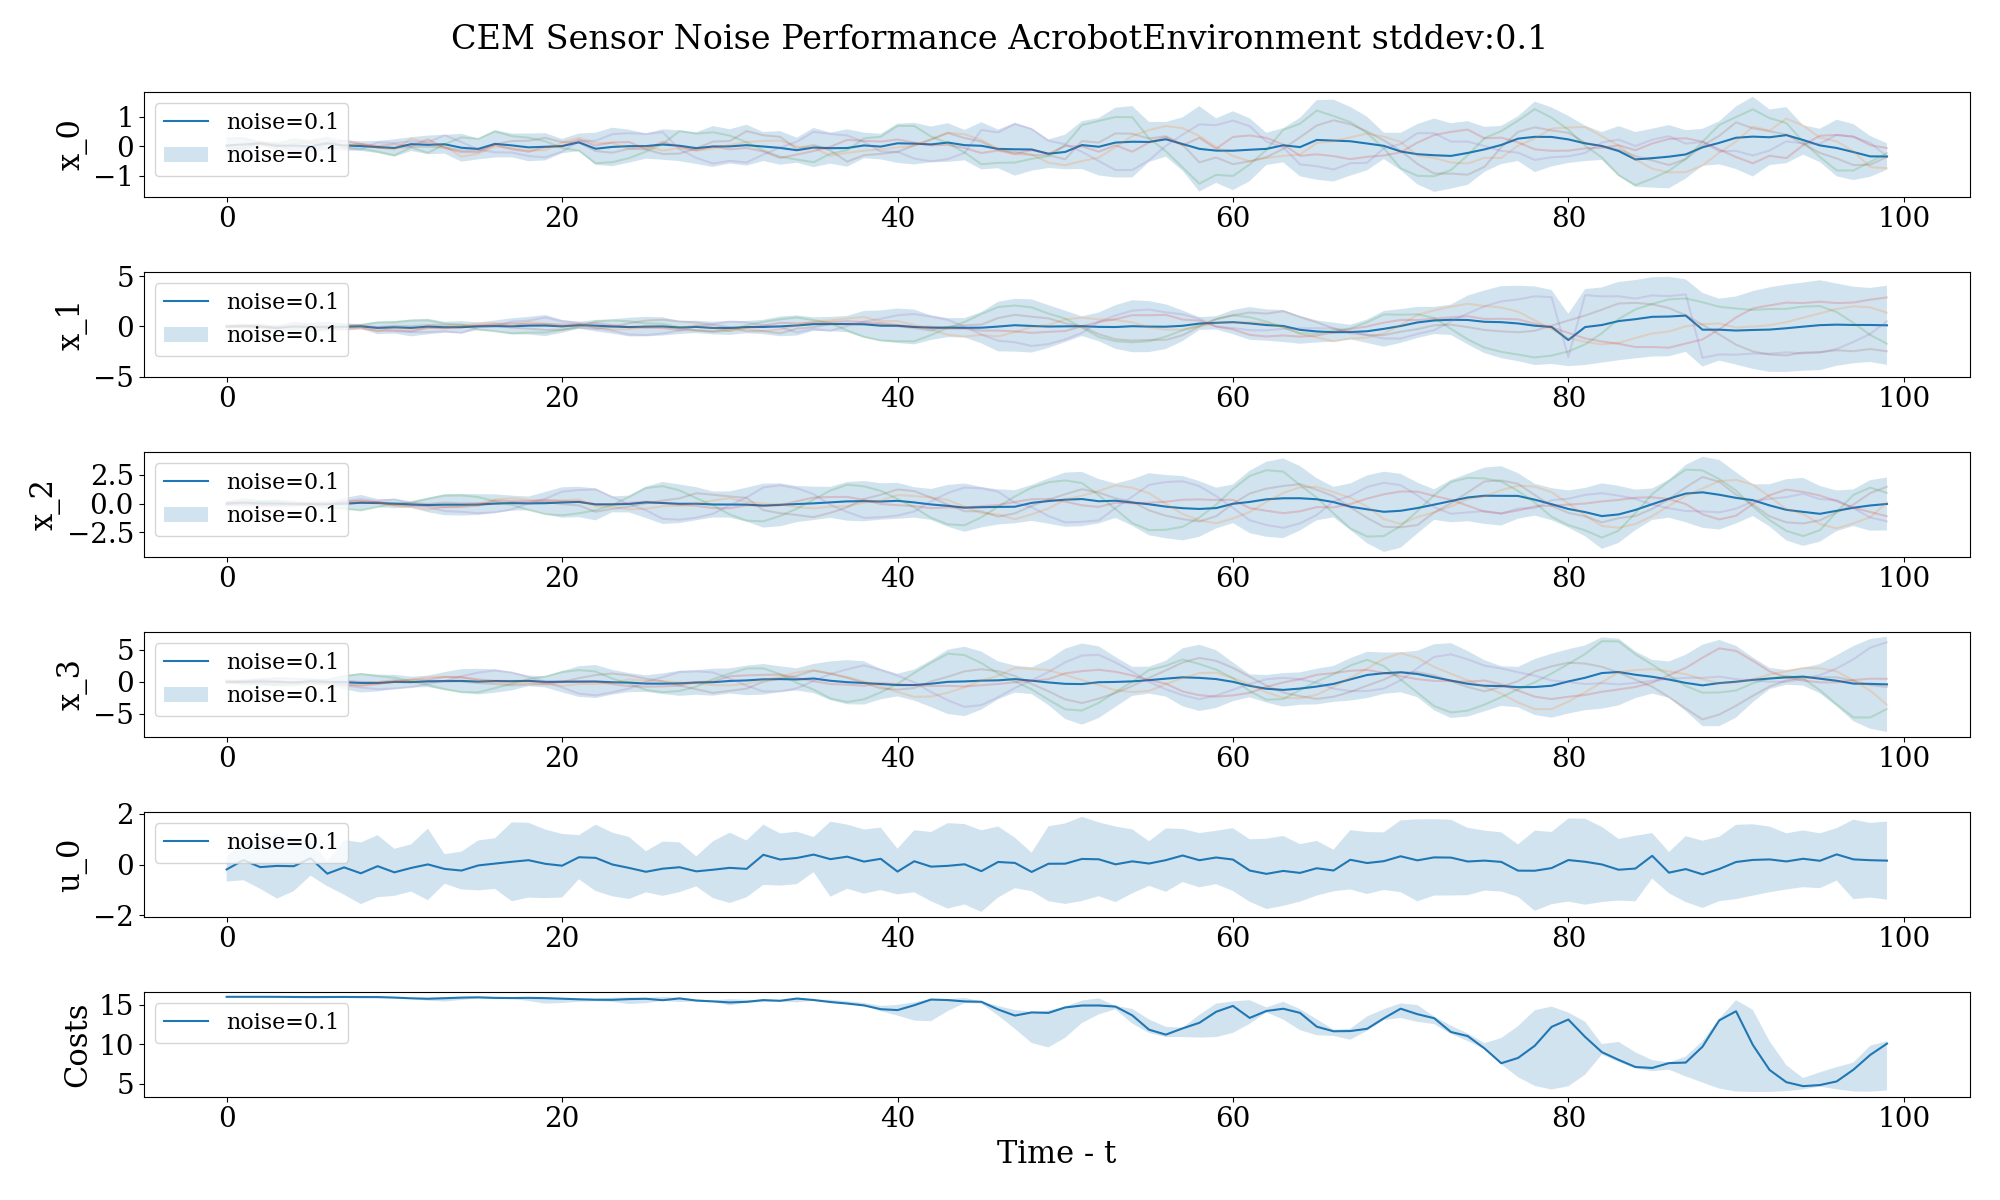 CEM Sensor Noise Performance AcrobotEnvironment stddev:0.1
x_0
1
0
−1
noise=0.1
noise=0.1
0 20 40 60 80 100
x_1
5
0
−5
noise=0.1
noise=0.1
0 20 40 60 80 100
x_2
2.5
0.0
−2.5
noise=0.1
noise=0.1
0 20 40 60 80 100
x_3
5
0
−5
noise=0.1
noise=0.1
0 20 40 60 80 100
u_0
2
0
−2
noise=0.1
0 20 40 60 80 100
Costs
15
10
5
noise=0.1
0 20 40 60 80 100
Time - t